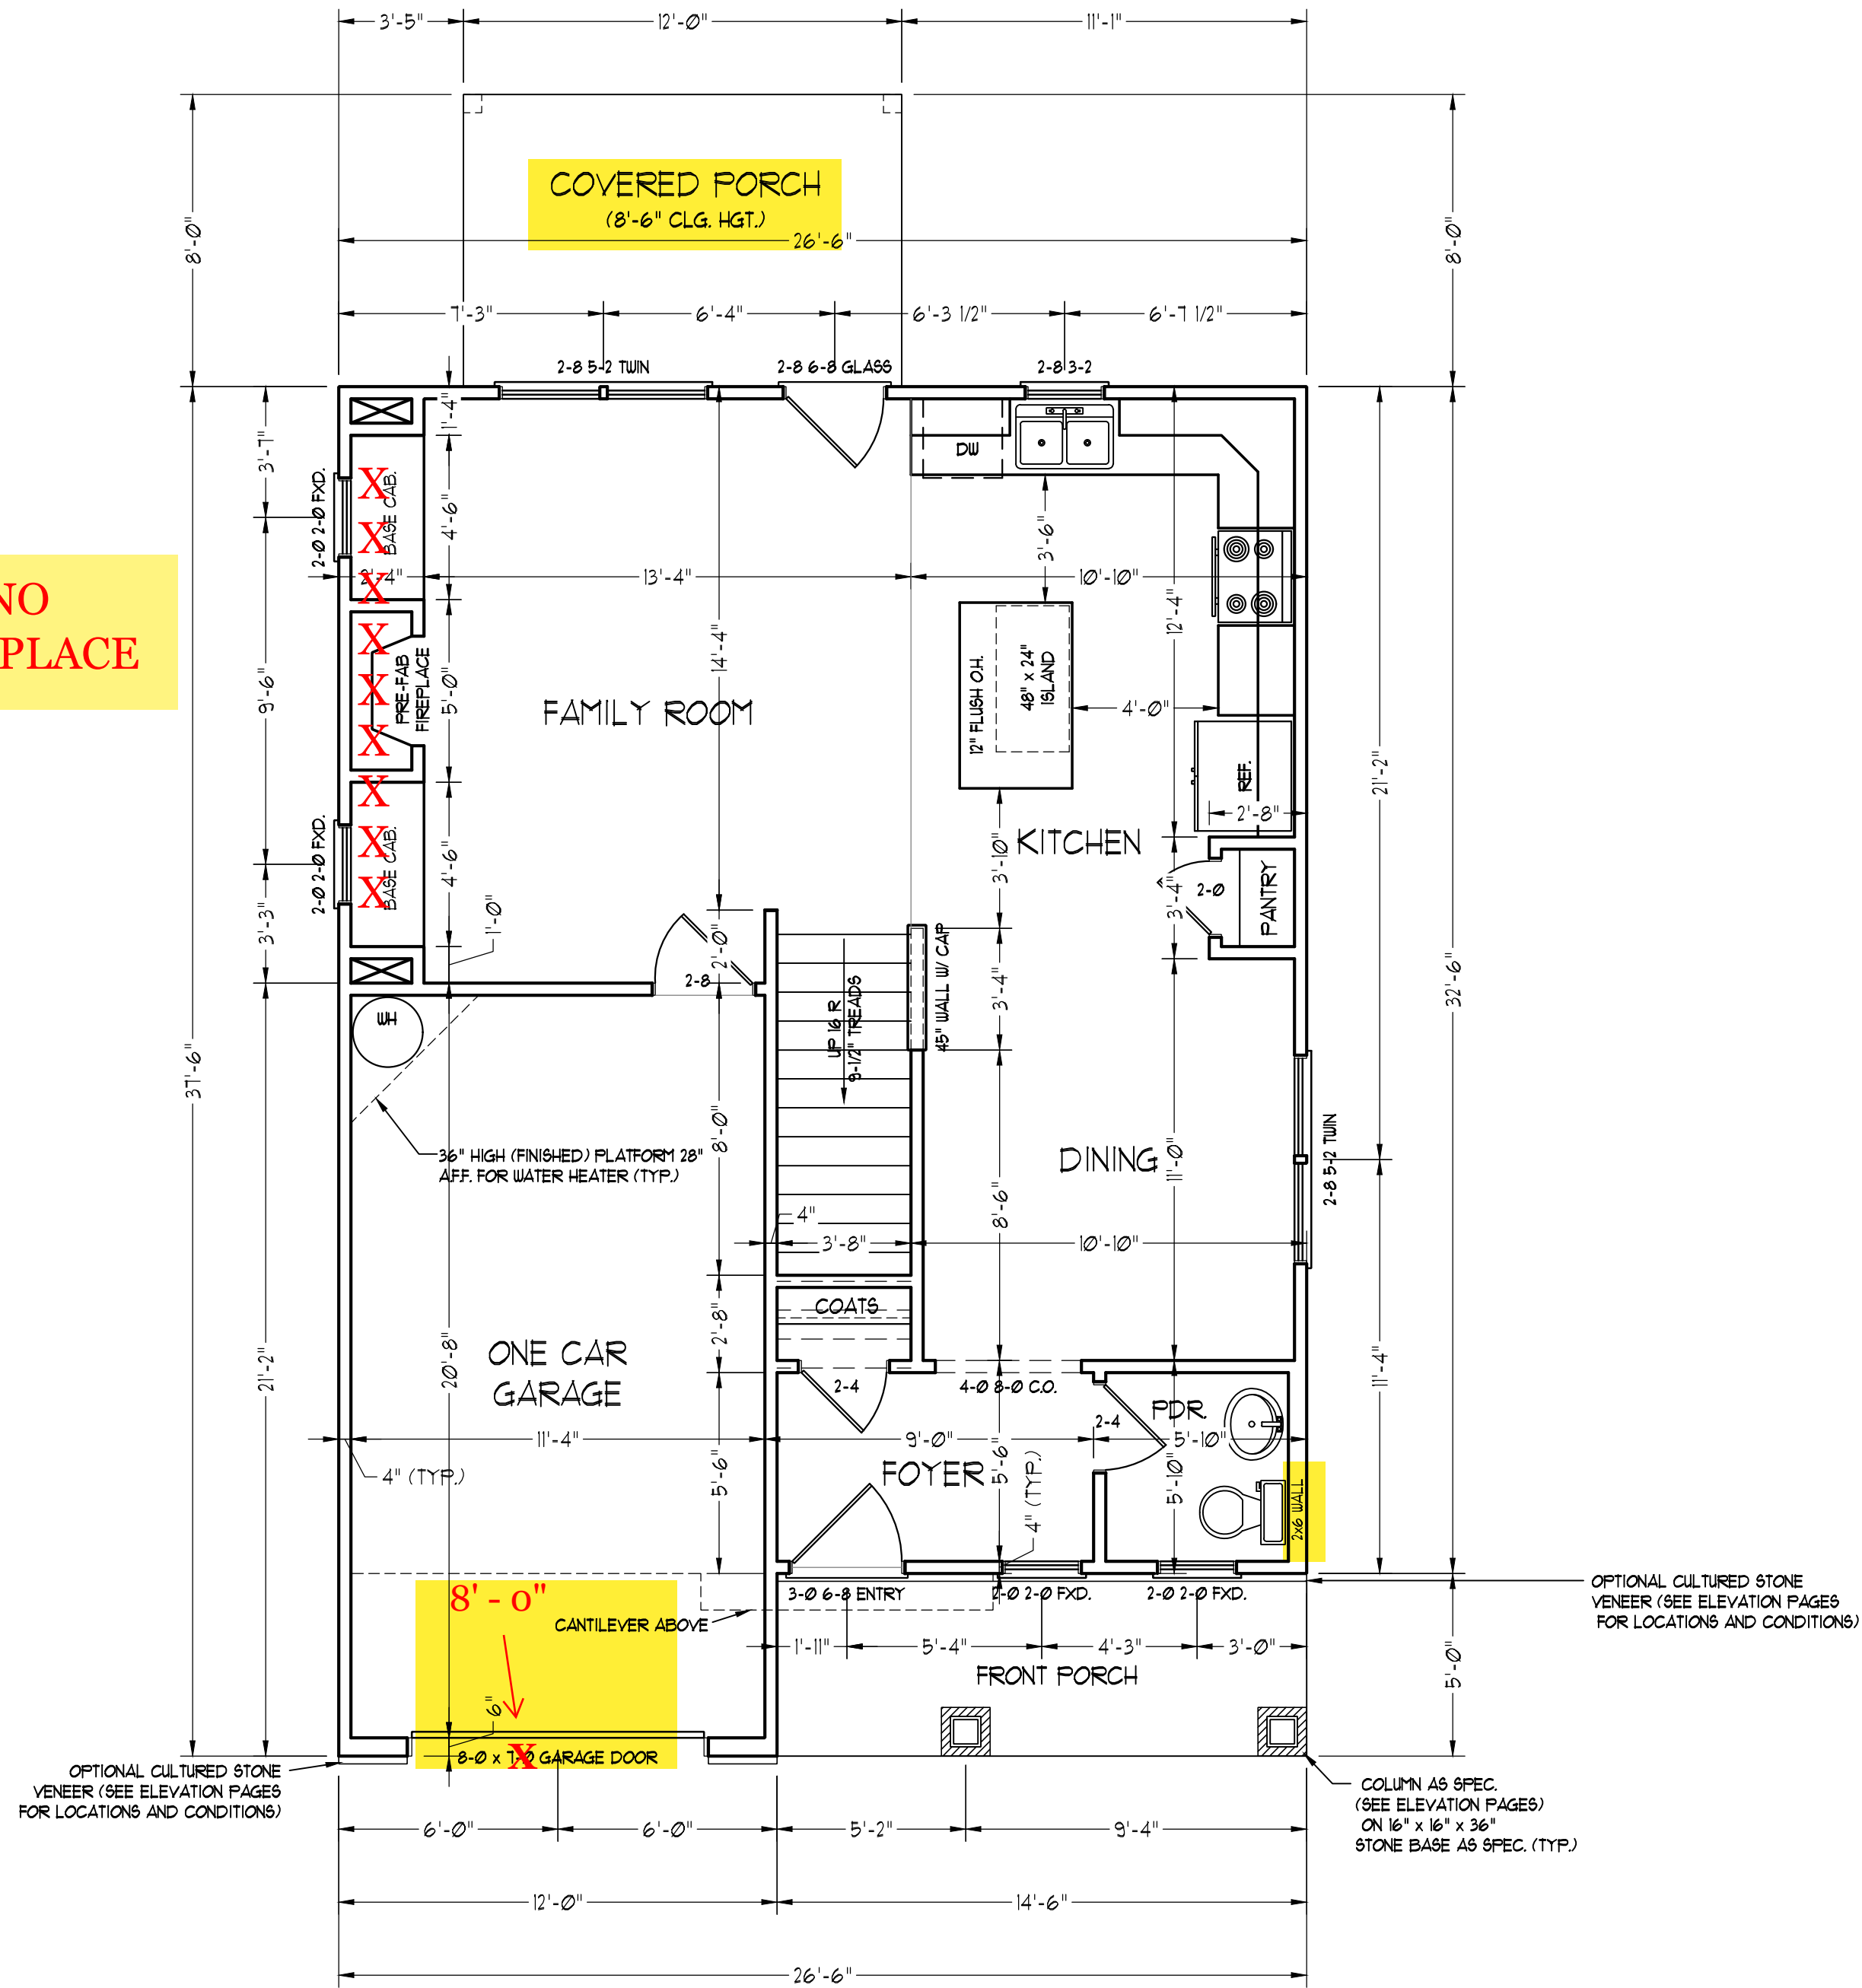 3'-5"
12'-0"
11'-1"
8'-0"
COVERED PORCH
(8'-6" CLG. HGT.)
26'-6"
8'-0"
7'-3"
6'-4"
6'-3 1/2"
6'-7 1/2"
2-8 5-2 TWIN
2-8 6-8 GLASS
2-8 3-2
1'-4"
3'-7"
2-0 2-0 FXD.
X
X
X
BASE CAB.
4'-6"
DW
3'-6"
2'-4"
13'-4"
10'-10"
12'-4"
NO
PLACE
9'-6"
X
X
X
PRE-FAB
FIREPLACE
5'-0"
14'-4"
FAMILY ROOM
12" FLUSH O.H.
48" x 24"
ISLAND
4'-0"
21'-2"
REF.
2'-8"
2-0 2-0 FXD.
X
X
X
BASE CAB.
4'-6"
KITCHEN
3'-10"
3'-4"
2-0
PANTRY
3'-3"
1'-0"
2'-0"
2-8
UP 16 R
9-1/2" TREADS
45" WALL W/ CAP
3'-4"
32'-6"
WH
37'-6"
36" HIGH (FINISHED) PLATFORM 28"
A.F.F. FOR WATER HEATER (TYP.)
8'-0"
DINING
11'-0"
2-8 5-2 TWIN
8'-6"
4"
3'-8"
10'-10"
COATS
2'-8"
21'-2"
20'-8"
ONE CAR
GARAGE
11'-4"
2-4
4-0 8-0 C.O.
2-4
PDR.
11'-4"
9'-0"
5'-10"
4" (TYP.)
5'-6"
FOYER
5'-6"
4" (TYP.)
5'-10"
2x6 WALL
8' - 0"
3-0 6-8 ENTRY
2-0 2-0 FXD.
2-0 2-0 FXD.
CANTILEVER ABOVE
OPTIONAL CULTURED STONE
VENEER (SEE ELEVATION PAGES
FOR LOCATIONS AND CONDITIONS)
1'-11"
5'-4"
4'-3"
3'-0"
FRONT PORCH
5'-0"
6"
8-0 x 7-0 GARAGE DOOR
X
OPTIONAL CULTURED STONE
VENEER (SEE ELEVATION PAGES
FOR LOCATIONS AND CONDITIONS)
COLUMN AS SPEC.
(SEE ELEVATION PAGES)
ON 16" x 16" x 36"
STONE BASE AS SPEC. (TYP.)
6'-0"
6'-0"
5'-2"
9'-4"
12'-0"
14'-6"
26'-6"